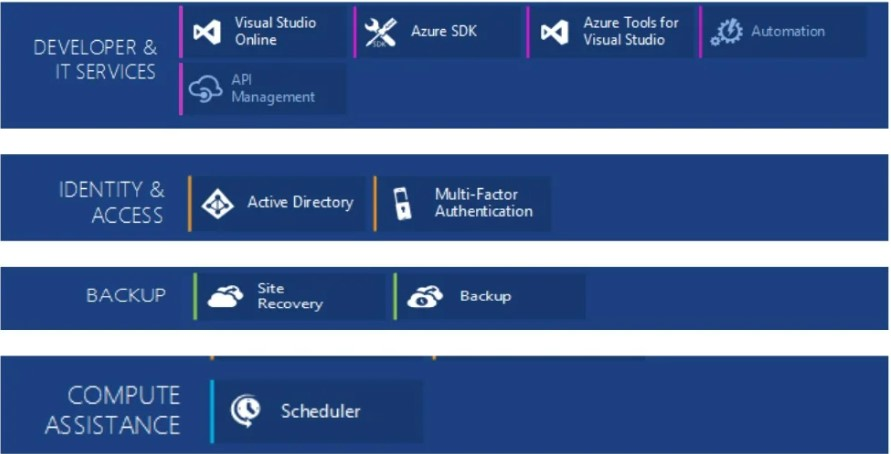 DEVELOPER &
IT SERVICES
Visual Studio
Online
Azure SDK
Azure Tools for
Visual Studio
Automation
API
Management
IDENTITY &
ACCESS
Active Directory
Multi-Factor
Authentication
BACKUP
Site
Recovery
Backup
COMPUTE
ASSISTANCE
Scheduler